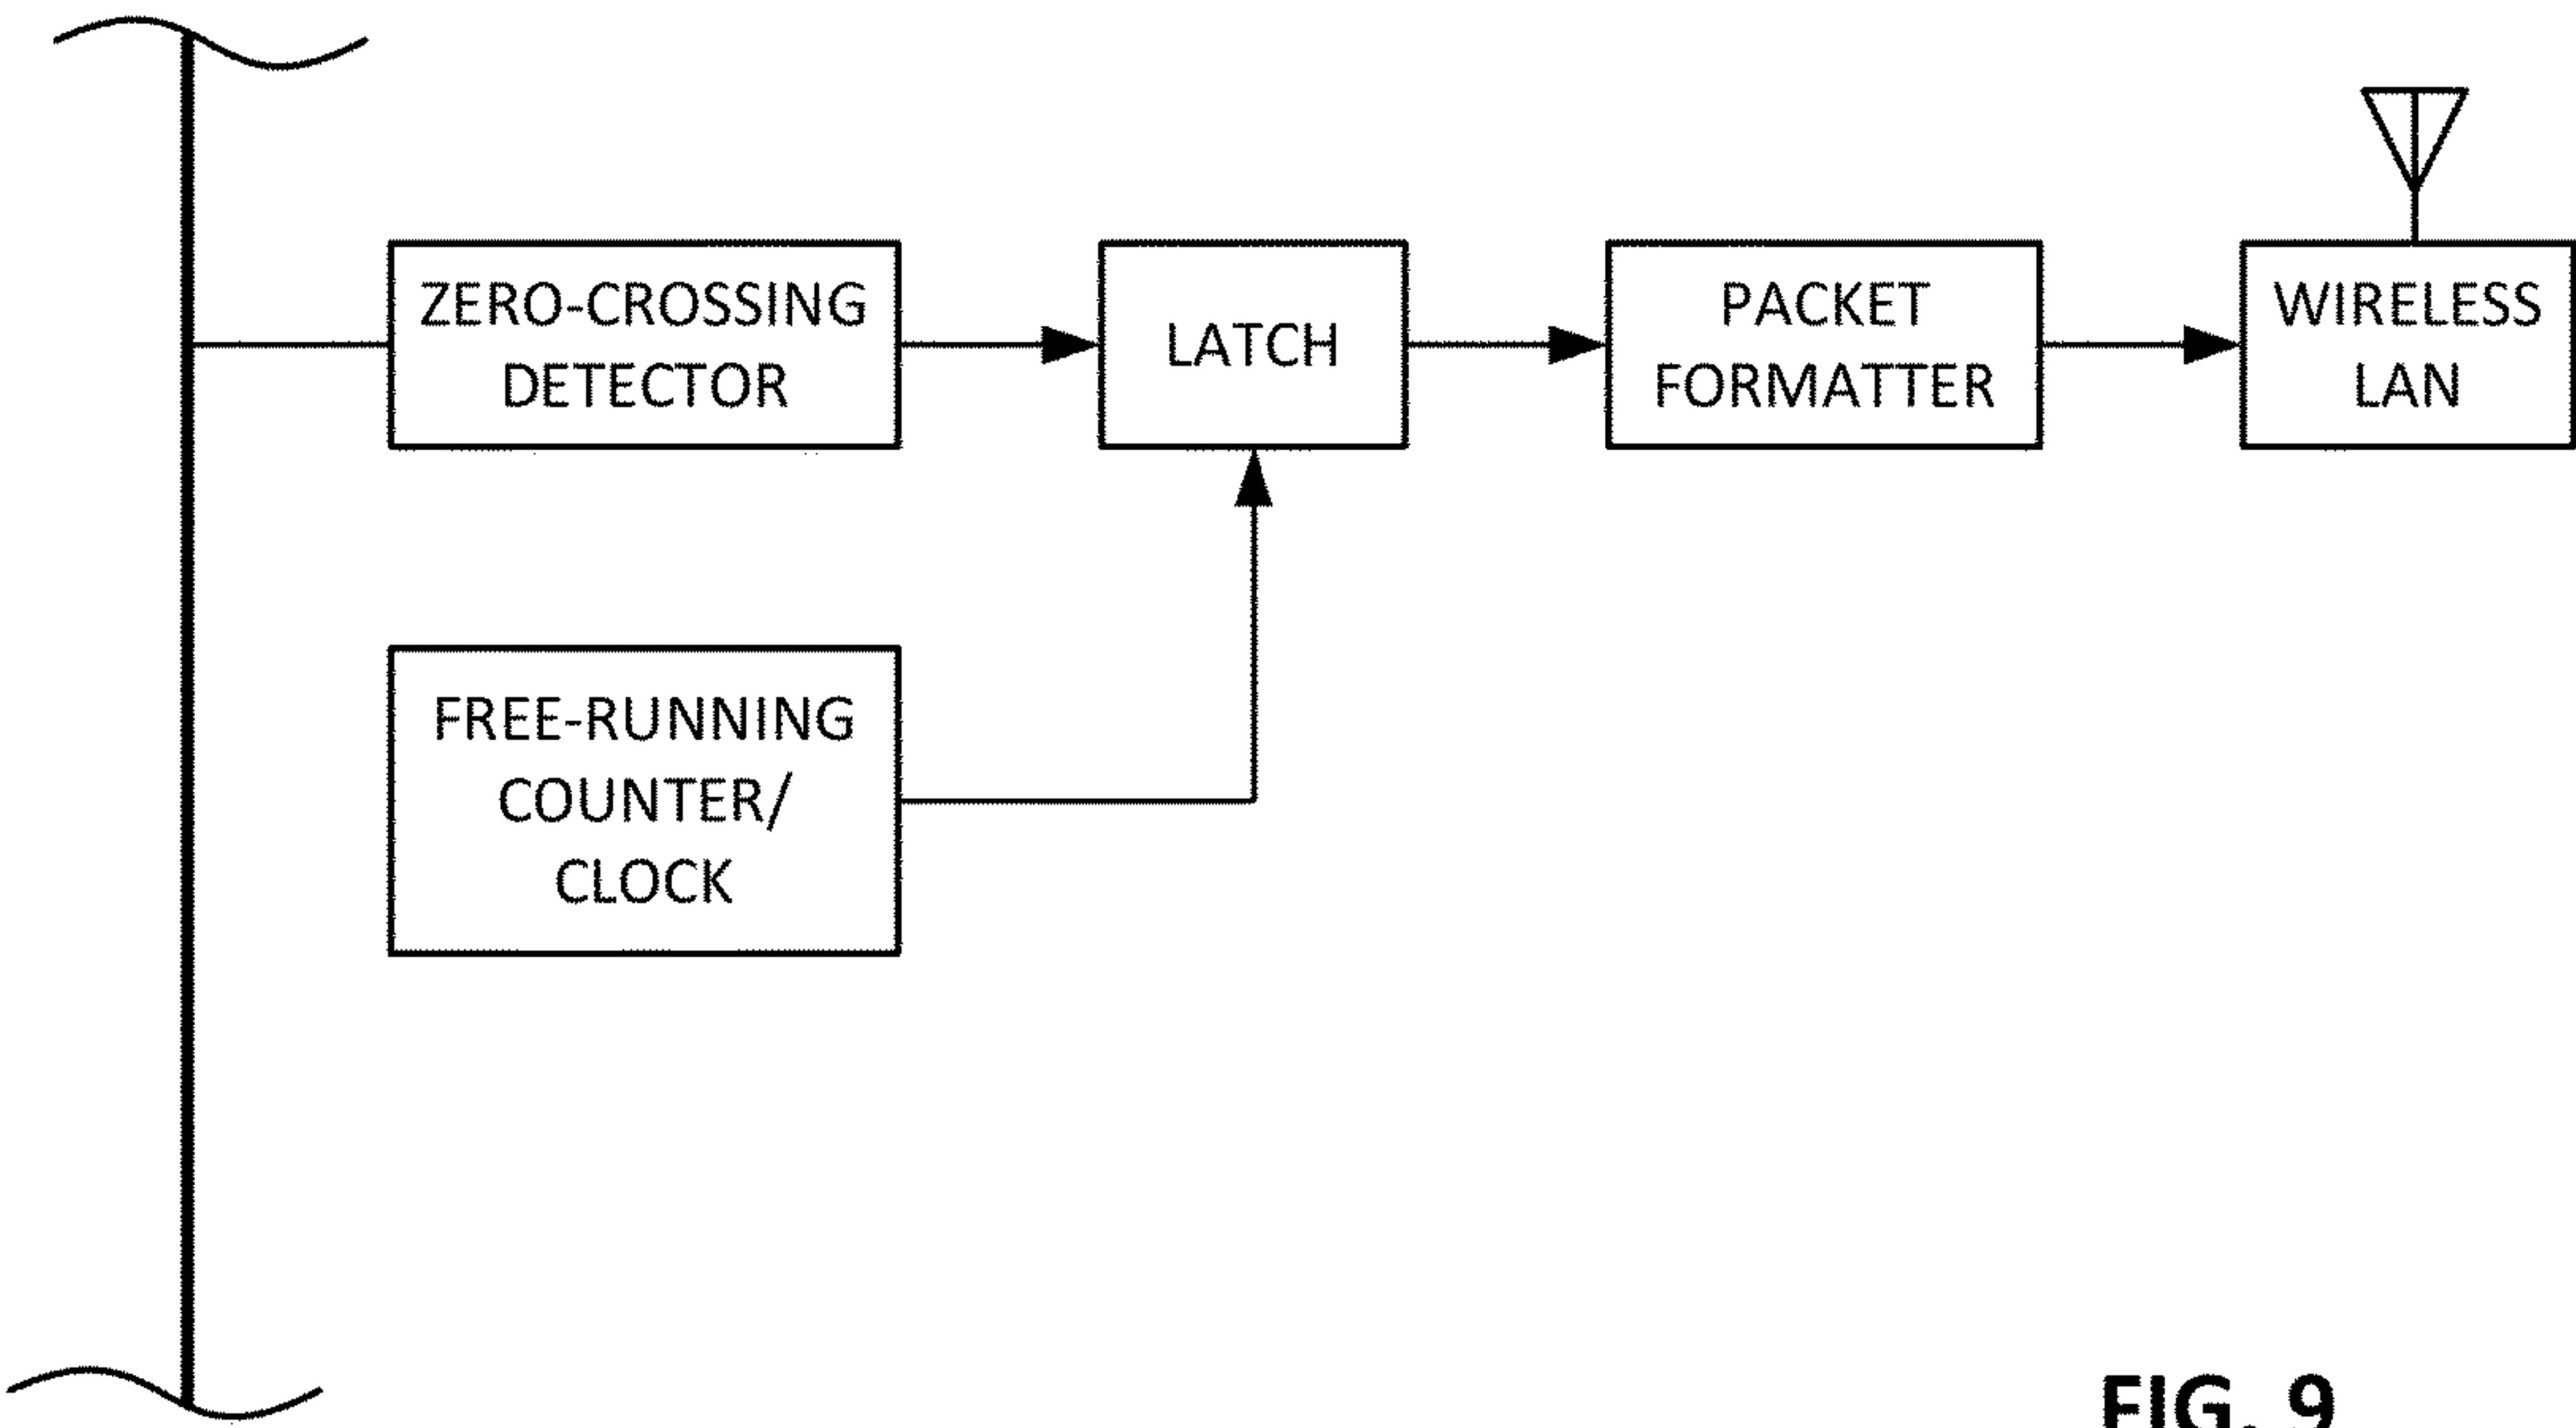 ZERO-CROSSING
DETECTOR
LATCH
PACKET
FORMATTER
WIRELESS
LAN
FREE-RUNNING
COUNTER/
CLOCK
FIG. 9